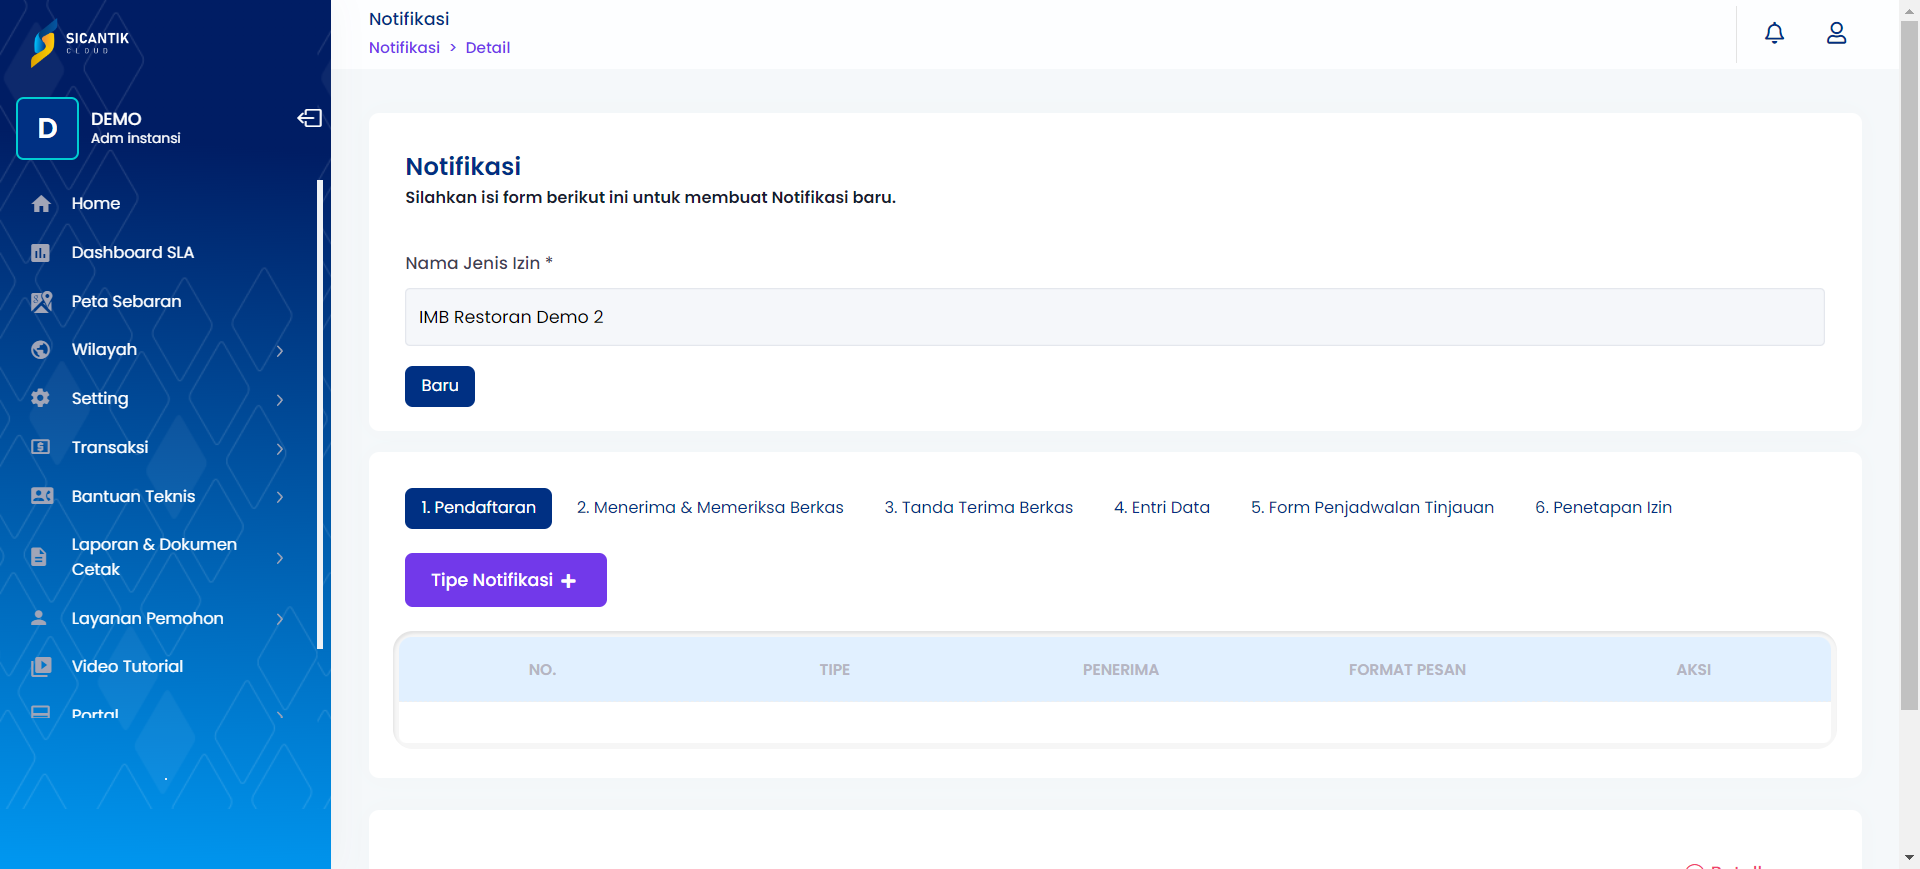 SICANTIK
CLOUD
D
DEMO
Adm instansi
Home
Dashboard SLA
Peta Sebaran
Wilayah
Setting
Transaksi
Bantuan Teknis
Laporan & Dokumen
Cetak
Layanan Pemohon
Video Tutorial
Portal
Notifikasi
Notifikasi > Detail
Notifikasi
Silahkan isi form berikut ini untuk membuat Notifikasi baru.
Nama Jenis Izin *
IMB Restoran Demo 2
Baru
1. Pendaftaran 2. Menerima & Memeriksa Berkas 3. Tanda Terima Berkas 4. Entri Data 5. Form Penjadwalan Tinjauan 6. Penetapan Izin
Tipe Notifikasi +
NO. TIPE PENERIMA FORMAT PESAN AKSI